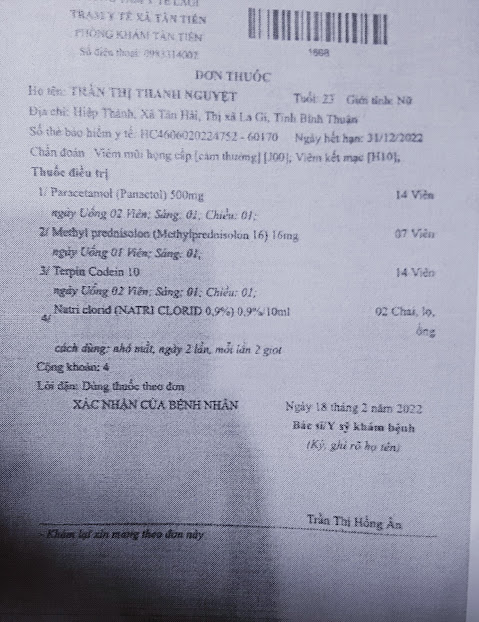 TRẠM Y TẾ XÃ TÂN TIẾN
PHÒNG KHÁM TÂN TIẾN
Số điện thoại: 0983314002
1668
ĐƠN THUỐC
Họ tên: TRẦN THỊ THANH NGUYỆT Tuổi: 23 Giới tính: Nữ
Địa chỉ: Hiệp Thành, Xã Tân Hải, Thị xã La Gi, Tỉnh Bình Thuận
Số thẻ bảo hiểm y tế: HC4606020224752 - 60170 Ngày hết hạn: 31/12/2022
Chẩn đoán Viêm mũi họng cấp [cảm thường] [J00]; Viêm kết mạc [H10];
Thuốc điều trị
1/ Paracetamol (Panactol) 500mg 14 Viên
ngày Uống 02 Viên; Sáng: 01; Chiều: 01;
2/ Methyl prednisolon (Methylprednisolon 16) 16mg 07 Viên
ngày Uống 01 Viên; Sáng: 01;
3/ Terpin Codein 10 14 Viên
ngày Uống 02 Viên; Sáng: 01; Chiều: 01;
4/ Natri clorid (NATRI CLORID 0,9%) 0,9%/10ml 02 Chai, lọ,
ống
cách dùng: nhỏ mắt, ngày 2 lần, mỗi lần 2 giọt
Cộng khoản: 4
Lời dặn: Dùng thuốc theo đơn
XÁC NHẬN CỦA BỆNH NHÂN Ngày 18 tháng 2 năm 2022
Bác sĩ/Y sỹ khám bệnh
(Ký, ghi rõ họ tên)
Trần Thị Hồng Ân
- Khám lại xin mang theo đơn này